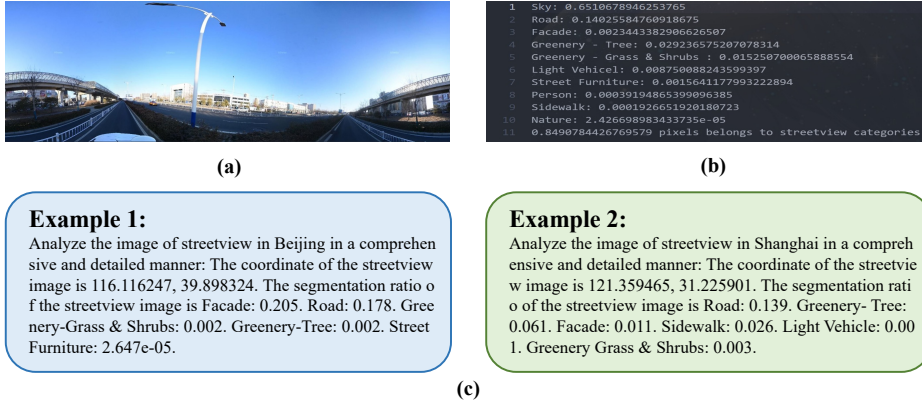 1 Sky: 0.6510678946253765
2 Road: 0.14025584760918675
3 Facade: 0.0023443382906626507
4 Greenery - Tree: 0.029236575207078314
5 Greenery - Grass & Shrubs : 0.015250700065888554
6 Light Vehicel: 0.008750088243599397
7 Street Furniture: 0.0015641177993222894
8 Person: 0.00039194865399096385
9 Sidewalk: 0.0001926651920180723
10 Nature: 2.4266989834337​35e-05
11 0.8490784426769579 pixels belongs to streetview categories
(a)
(b)
Example 1:
Analyze the image of streetview in Beijing in a comprehen
sive and detailed manner: The coordinate of the streetview
image is 116.116247, 39.898324. The segmentation ratio o
f the streetview image is Facade: 0.205. Road: 0.178. Gree
nery-Grass & Shrubs: 0.002. Greenery-Tree: 0.002. Street
Furniture: 2.647e-05.
Example 2:
Analyze the image of streetview in Shanghai in a compreh
ensive and detailed manner: The coordinate of the streetvie
w image is 121.359465, 31.225901. The segmentation rati
o of the streetview image is Road: 0.139. Greenery- Tree:
0.061. Facade: 0.011. Sidewalk: 0.026. Light Vehicle: 0.00
1. Greenery Grass & Shrubs: 0.003.
(c)